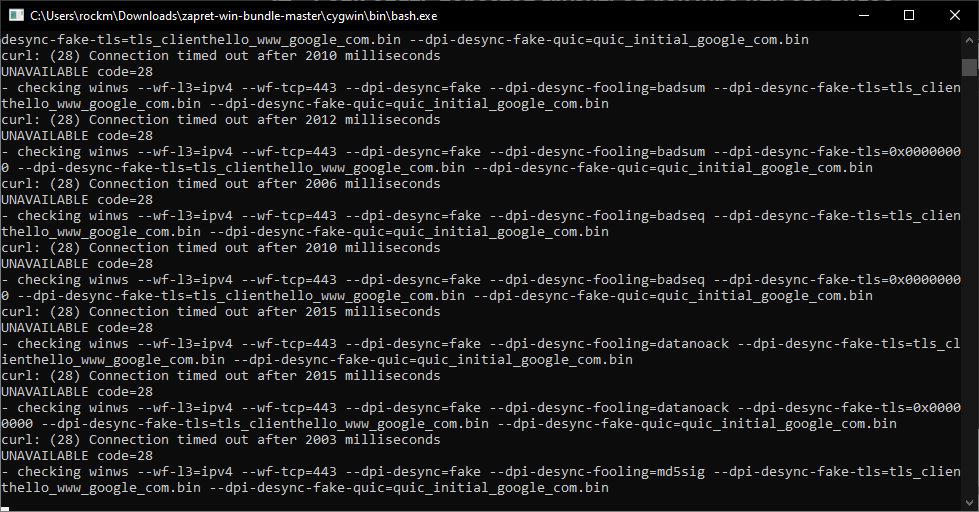 C:\Users\rockm\Downloads\zapret-win-bundle-master\cygwin\bin\bash.exe
desync-fake-tls=tls_clienthello_www_google_com.bin --dpi-desync-fake-quic=quic_initial_google_com.bin
curl: (28) Connection timed out after 2010 milliseconds
UNAVAILABLE code=28
- checking winws --wf-l3=ipv4 --wf-tcp=443 --dpi-desync=fake --dpi-desync-fooling=badsum --dpi-desync-fake-tls=tls_clien
thello_www_google_com.bin --dpi-desync-fake-quic=quic_initial_google_com.bin
curl: (28) Connection timed out after 2012 milliseconds
UNAVAILABLE code=28
- checking winws --wf-l3=ipv4 --wf-tcp=443 --dpi-desync=fake --dpi-desync-fooling=badsum --dpi-desync-fake-tls=0x0000000
0 --dpi-desync-fake-tls=tls_clienthello_www_google_com.bin --dpi-desync-fake-quic=quic_initial_google_com.bin
curl: (28) Connection timed out after 2006 milliseconds
UNAVAILABLE code=28
- checking winws --wf-l3=ipv4 --wf-tcp=443 --dpi-desync=fake --dpi-desync-fooling=badseq --dpi-desync-fake-tls=tls_clien
thello_www_google_com.bin --dpi-desync-fake-quic=quic_initial_google_com.bin
curl: (28) Connection timed out after 2010 milliseconds
UNAVAILABLE code=28
- checking winws --wf-l3=ipv4 --wf-tcp=443 --dpi-desync=fake --dpi-desync-fooling=badseq --dpi-desync-fake-tls=0x0000000
0 --dpi-desync-fake-tls=tls_clienthello_www_google_com.bin --dpi-desync-fake-quic=quic_initial_google_com.bin
curl: (28) Connection timed out after 2015 milliseconds
UNAVAILABLE code=28
- checking winws --wf-l3=ipv4 --wf-tcp=443 --dpi-desync=fake --dpi-desync-fooling=datanoack --dpi-desync-fake-tls=tls_cl
ienthello_www_google_com.bin --dpi-desync-fake-quic=quic_initial_google_com.bin
curl: (28) Connection timed out after 2015 milliseconds
UNAVAILABLE code=28
- checking winws --wf-l3=ipv4 --wf-tcp=443 --dpi-desync=fake --dpi-desync-fooling=datanoack --dpi-desync-fake-tls=0x0000
0000 --dpi-desync-fake-tls=tls_clienthello_www_google_com.bin --dpi-desync-fake-quic=quic_initial_google_com.bin
curl: (28) Connection timed out after 2003 milliseconds
UNAVAILABLE code=28
- checking winws --wf-l3=ipv4 --wf-tcp=443 --dpi-desync=fake --dpi-desync-fooling=md5sig --dpi-desync-fake-tls=tls_clien
thello_www_google_com.bin --dpi-desync-fake-quic=quic_initial_google_com.bin